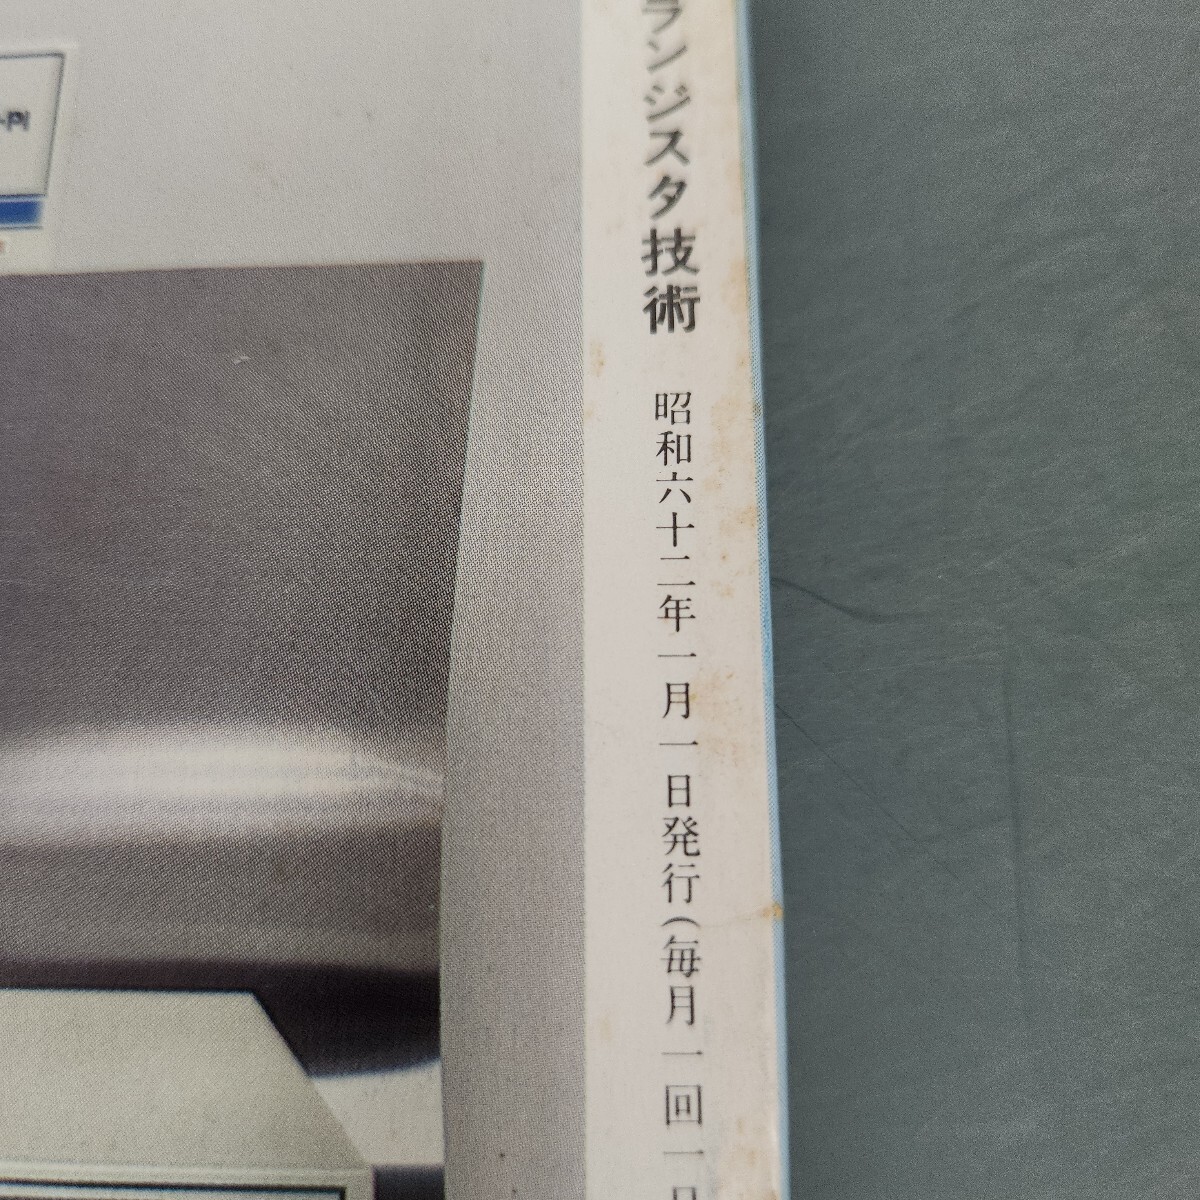 ランジスタ技術 昭和六十二年一月一日発行(毎月一回一日